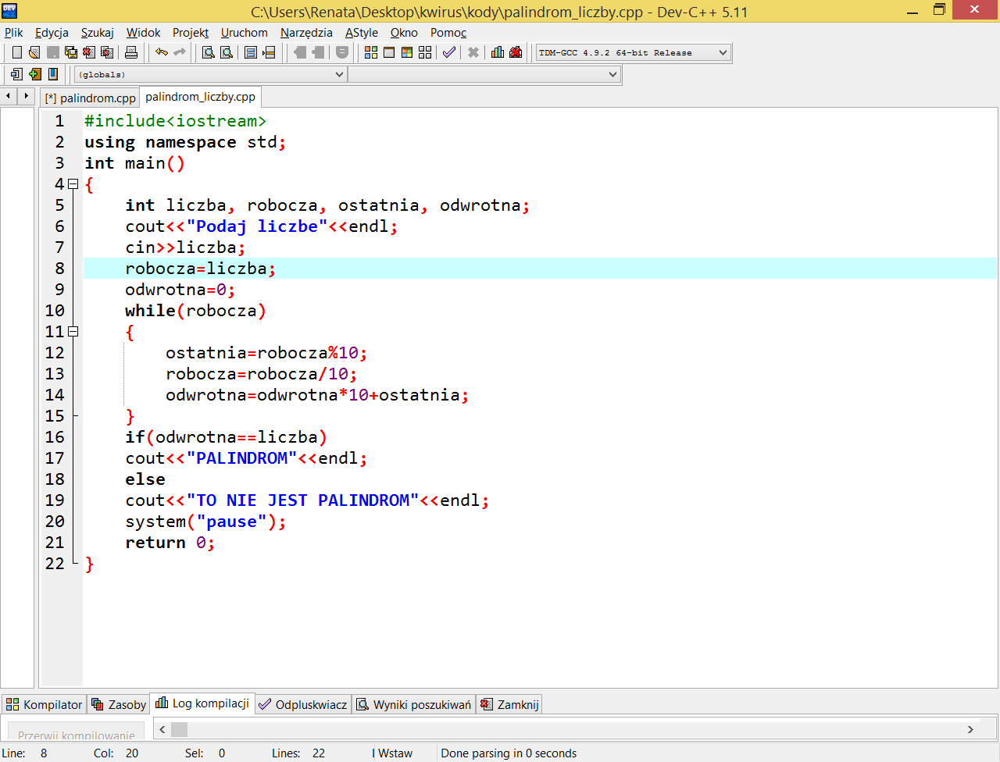 C:\Users\Renata\Desktop\kwirus\kody\palindrom_liczby.cpp - Dev-C++ 5.11
Plik Edycja Szukaj Widok Projekt Uruchom Narzędzia AStyle Okno Pomoc
TDM-GCC 4.9.2 64-bit Release
(globals)
[*] palindrom.cpp palindrom_liczby.cpp
1 #include<iostream>
2 using namespace std;
3 int main()
4 {
5 int liczba, robocza, ostatnia, odwrotna;
6 cout<<"Podaj liczbe"<<endl;
7 cin>>liczba;
8 robocza=liczba;
9 odwrotna=0;
10 while(robocza)
11 {
12 ostatnia=robocza%10;
13 robocza=robocza/10;
14 odwrotna=odwrotna*10+ostatnia;
15 }
16 if(odwrotna==liczba)
17 cout<<"PALINDROM"<<endl;
18 else
19 cout<<"TO NIE JEST PALINDROM"<<endl;
20 system("pause");
21 return 0;
22 }
Kompilator Zasoby Log kompilacji Odpluskwiacz Wyniki poszukiwań Zamknij
Przerwij kompilowanie
Line: 8 Col: 20 Sel: 0 Lines: 22 I Wstaw Done parsing in 0 seconds